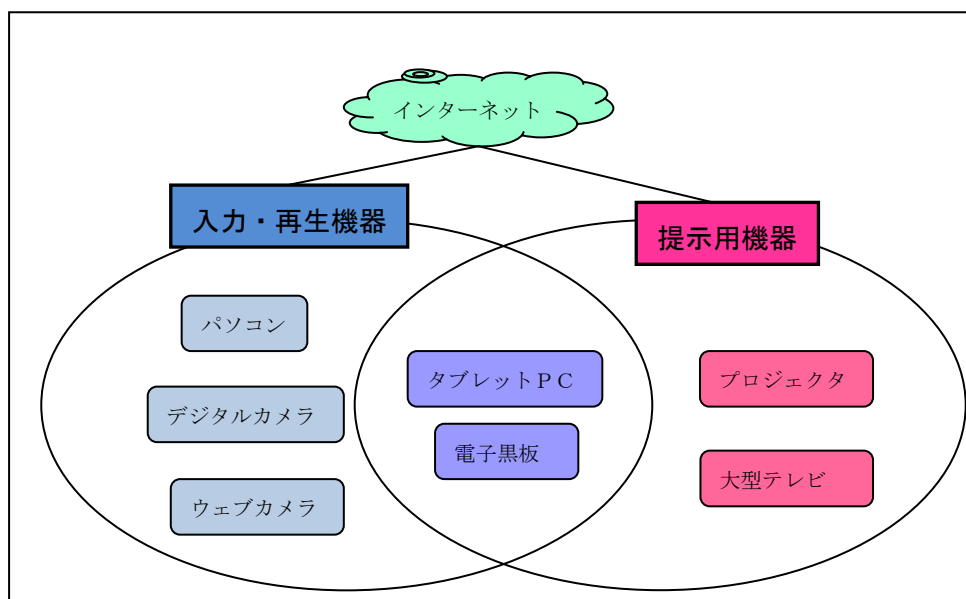 インターネット
入力・再生機器
提示用機器
パソコン
デジタルカメラ
ウェブカメラ
タブレットＰＣ
電子黒板
プロジェクタ
大型テレビ